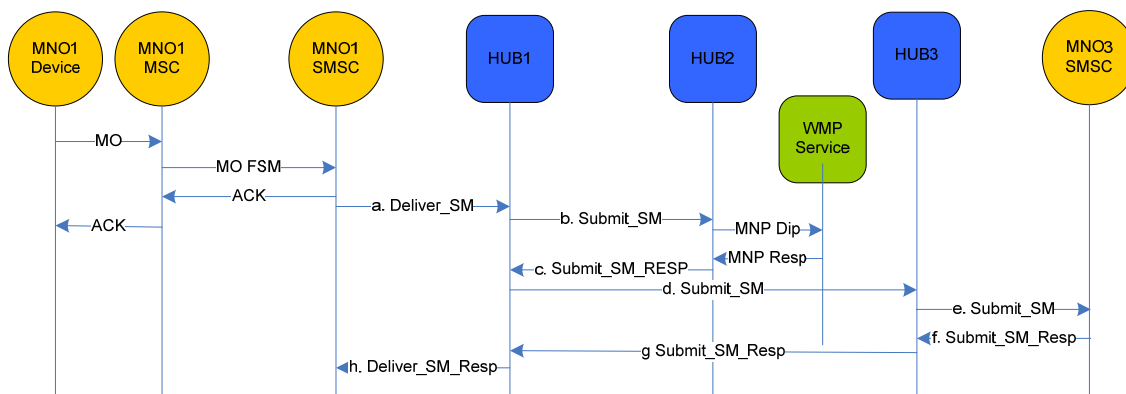 MNO1
Device
MNO1
MSC
MNO1
SMSC
HUB1
HUB2
HUB3
MNO3
SMSC
WMP
Service
MO
MO FSM
ACK
a. Deliver_SM
b. Submit_SM
ACK
MNP Dip
MNP Resp
c. Submit_SM_RESP
d. Submit_SM
e. Submit_SM
f. Submit_SM_Resp
g Submit_SM_Resp
h. Deliver_SM_Resp